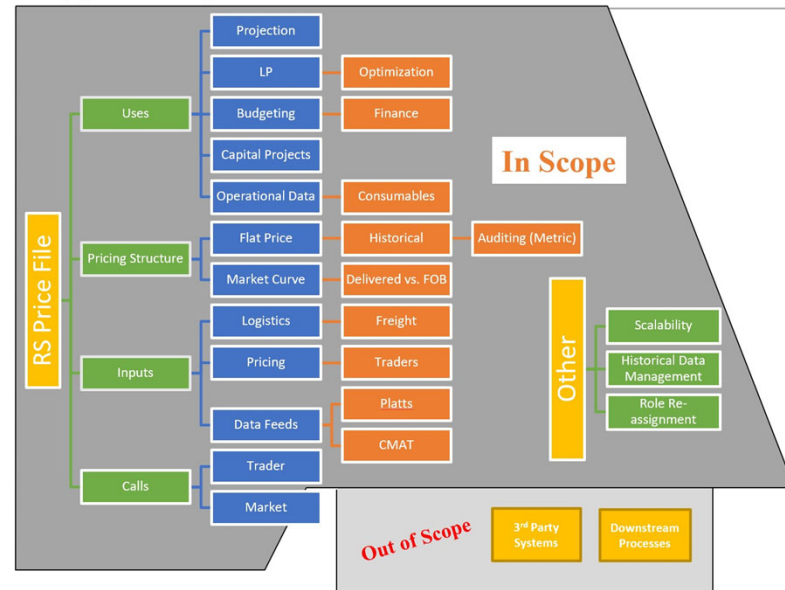 RS Price File
Uses
Projection
LP
Optimization
Budgeting
Finance
Capital Projects
Operational Data
Consumables
Pricing Structure
Flat Price
Historical
Auditing (Metric)
Market Curve
Delivered vs. FOB
Inputs
Logistics
Freight
Pricing
Traders
Data Feeds
Platts
CMAT
Calls
Trader
Market
In Scope
Other
Scalability
Historical Data
Management
Role Re-
assignment
Out of Scope
3rd Party
Systems
Downstream
Processes